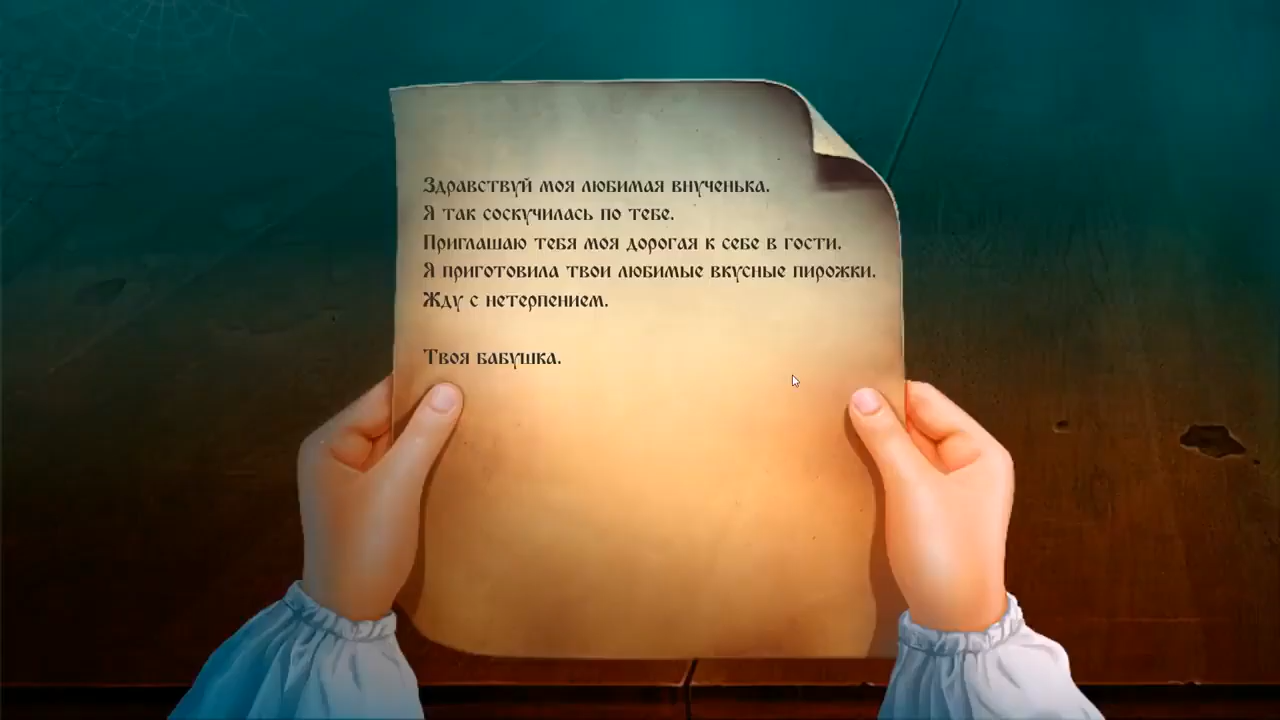 Здравствуй моя любимая внученька.
Я так соскучилась по тебе.
Приглашаю тебя моя дорогая к себе в гости.
Я приготовила твои любимые вкусные пирожки.
Жду с нетерпением.
Твоя бабушка.